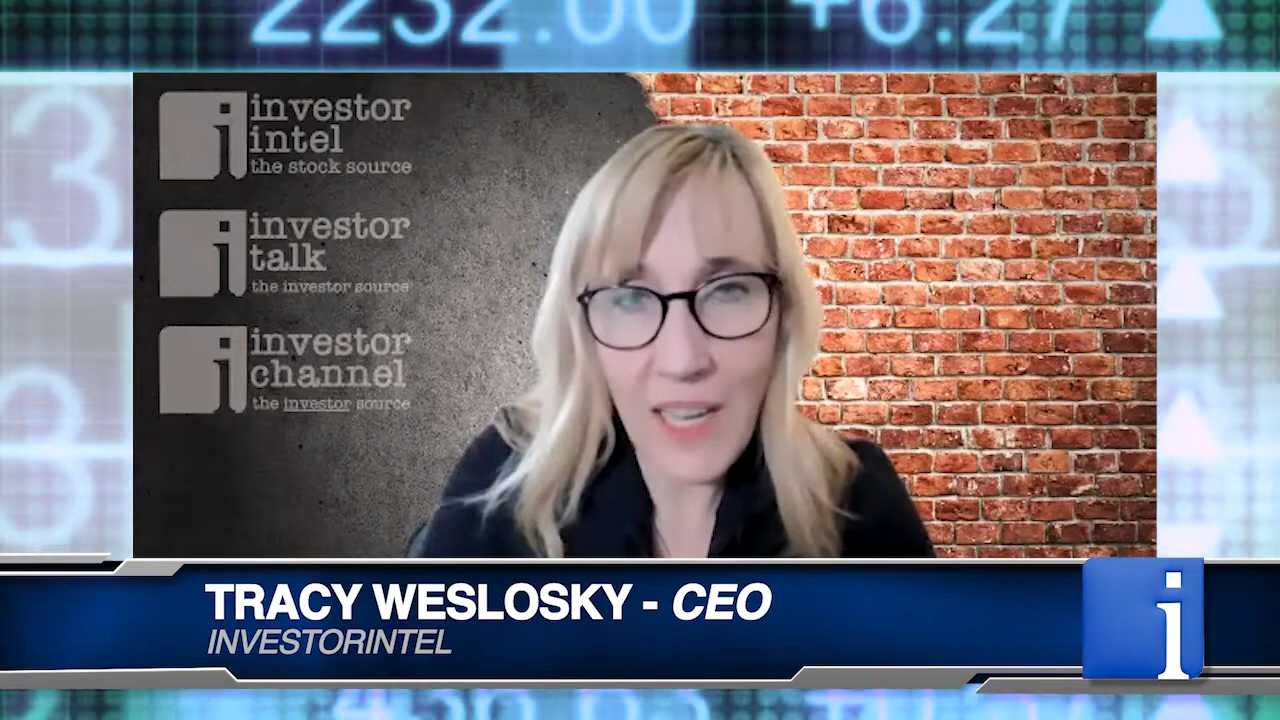 2232.00 +6.27
i investor
intel
the stock source
i investor
talk
the investor source
i investor
channel
the investor source
TRACY WESLOSKY - CEO
INVESTORINTEL
i